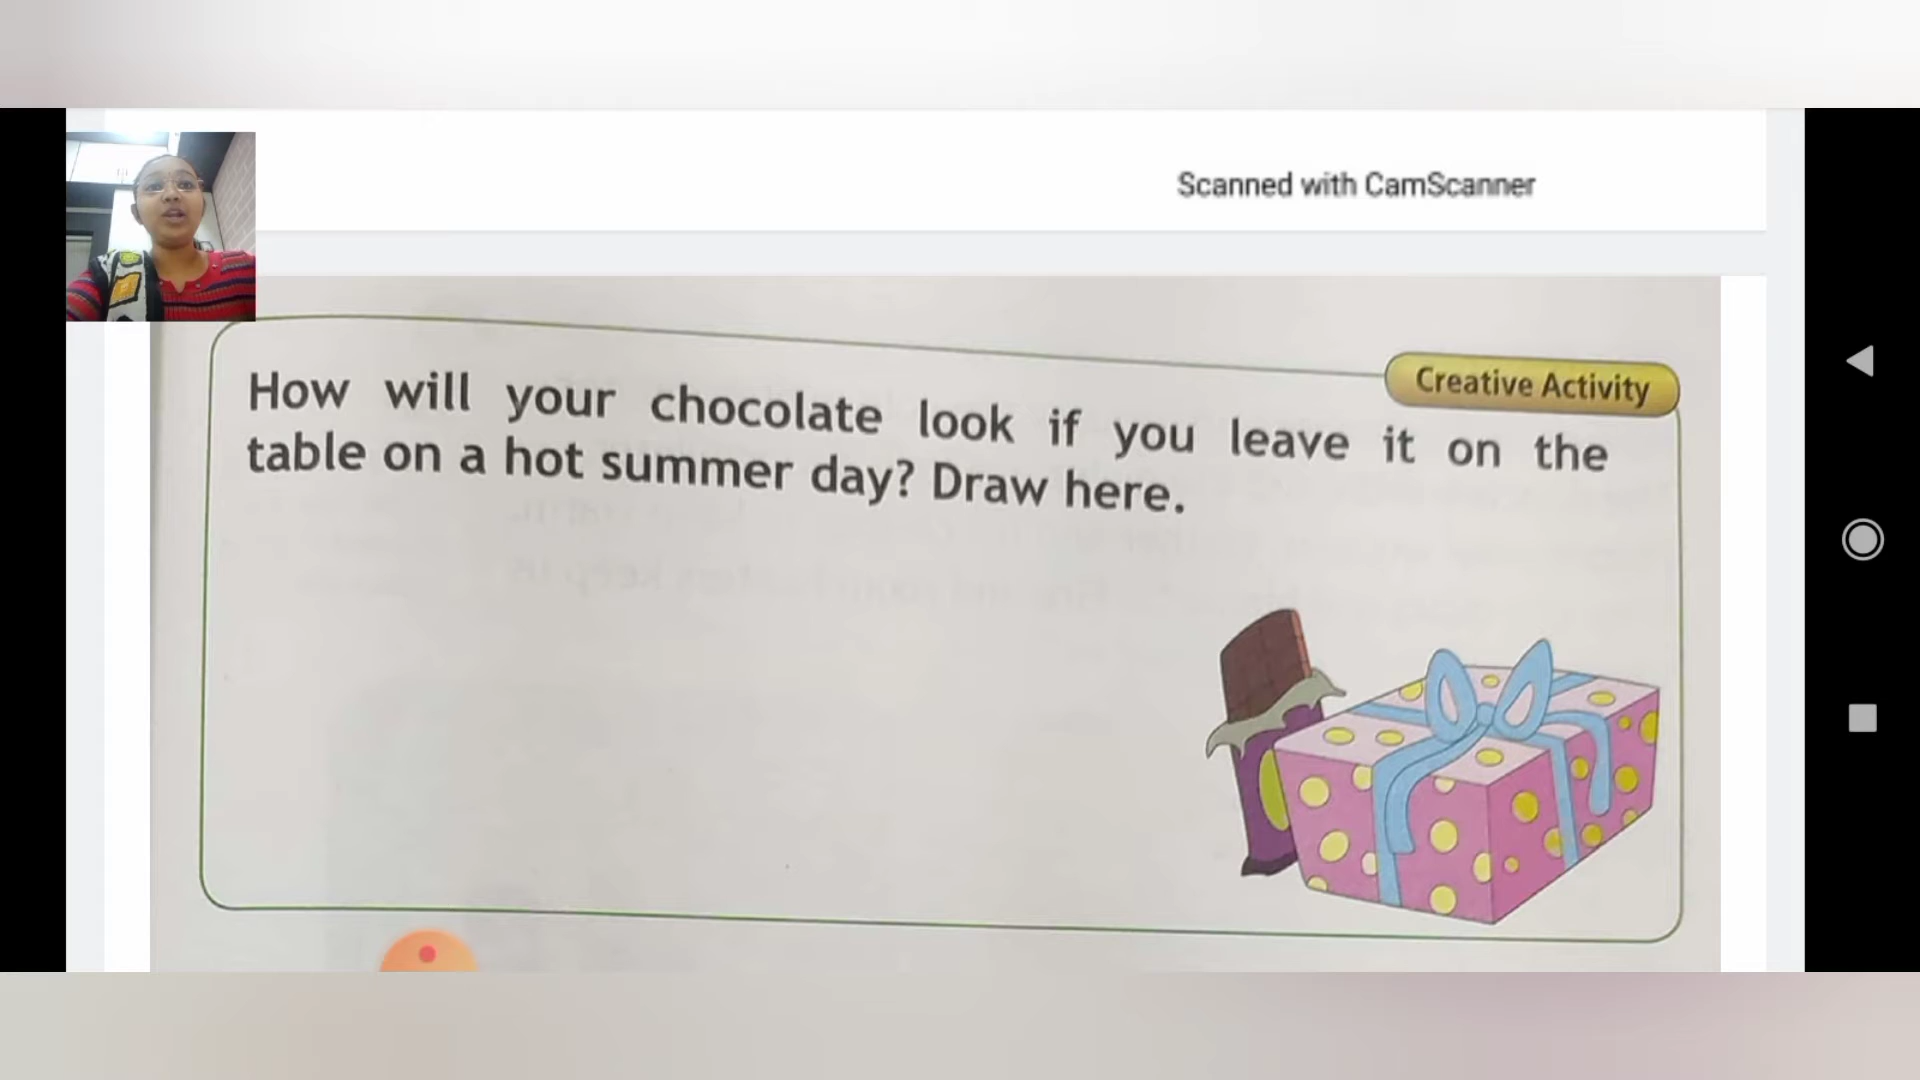 Scanned with CamScanner
Creative Activity
How will your chocolate look if you leave it on the
table on a hot summer day? Draw here.